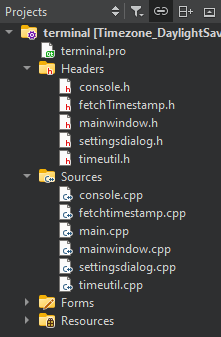 Projects
terminal [Timezone_DaylightSav
terminal.pro
Headers
console.h
fetchTimestamp.h
mainwindow.h
settingsdialog.h
timeutil.h
Sources
console.cpp
fetchtimestamp.cpp
main.cpp
mainwindow.cpp
settingsdialog.cpp
timeutil.cpp
Forms
Resources